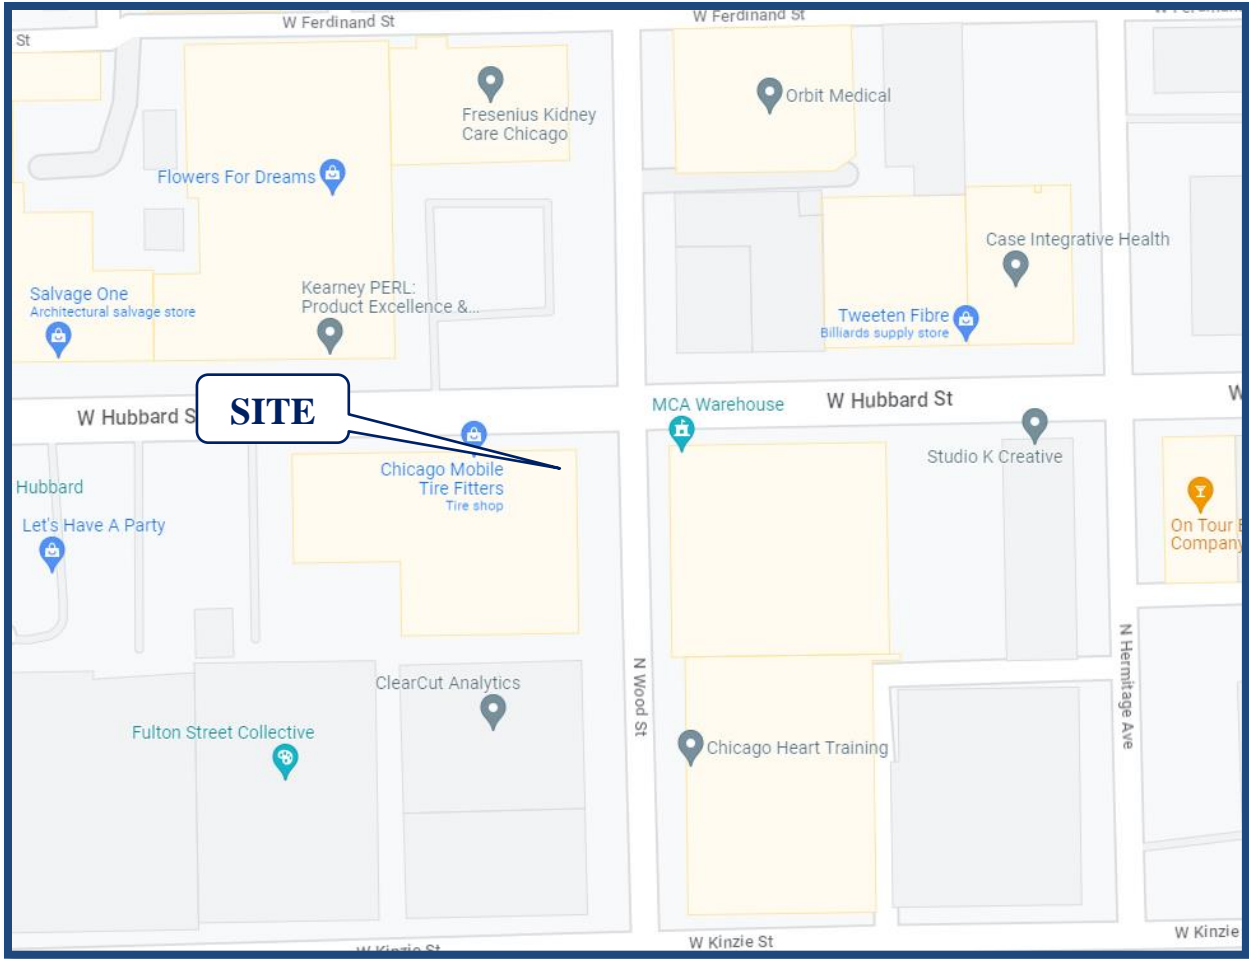 W Ferdinand St
W Ferdinand St
St
Fresenius Kidney
Care Chicago
Orbit Medical
Flowers For Dreams
Case Integrative Health
Salvage One
Architectural salvage store
Kearney PERL:
Product Excellence &...
Tweeten Fibre
Billiards supply store
SITE
W Hubbard S
MCA Warehouse
W Hubbard St
W
Chicago Mobile
Tire Fitters
Tire shop
Studio K Creative
Hubbard
Let's Have A Party
On Tour
Company
N Wood St
N Hermitage Ave
ClearCut Analytics
Fulton Street Collective
Chicago Heart Training
W Kinzie St
W Kinzie St
W Kinzie